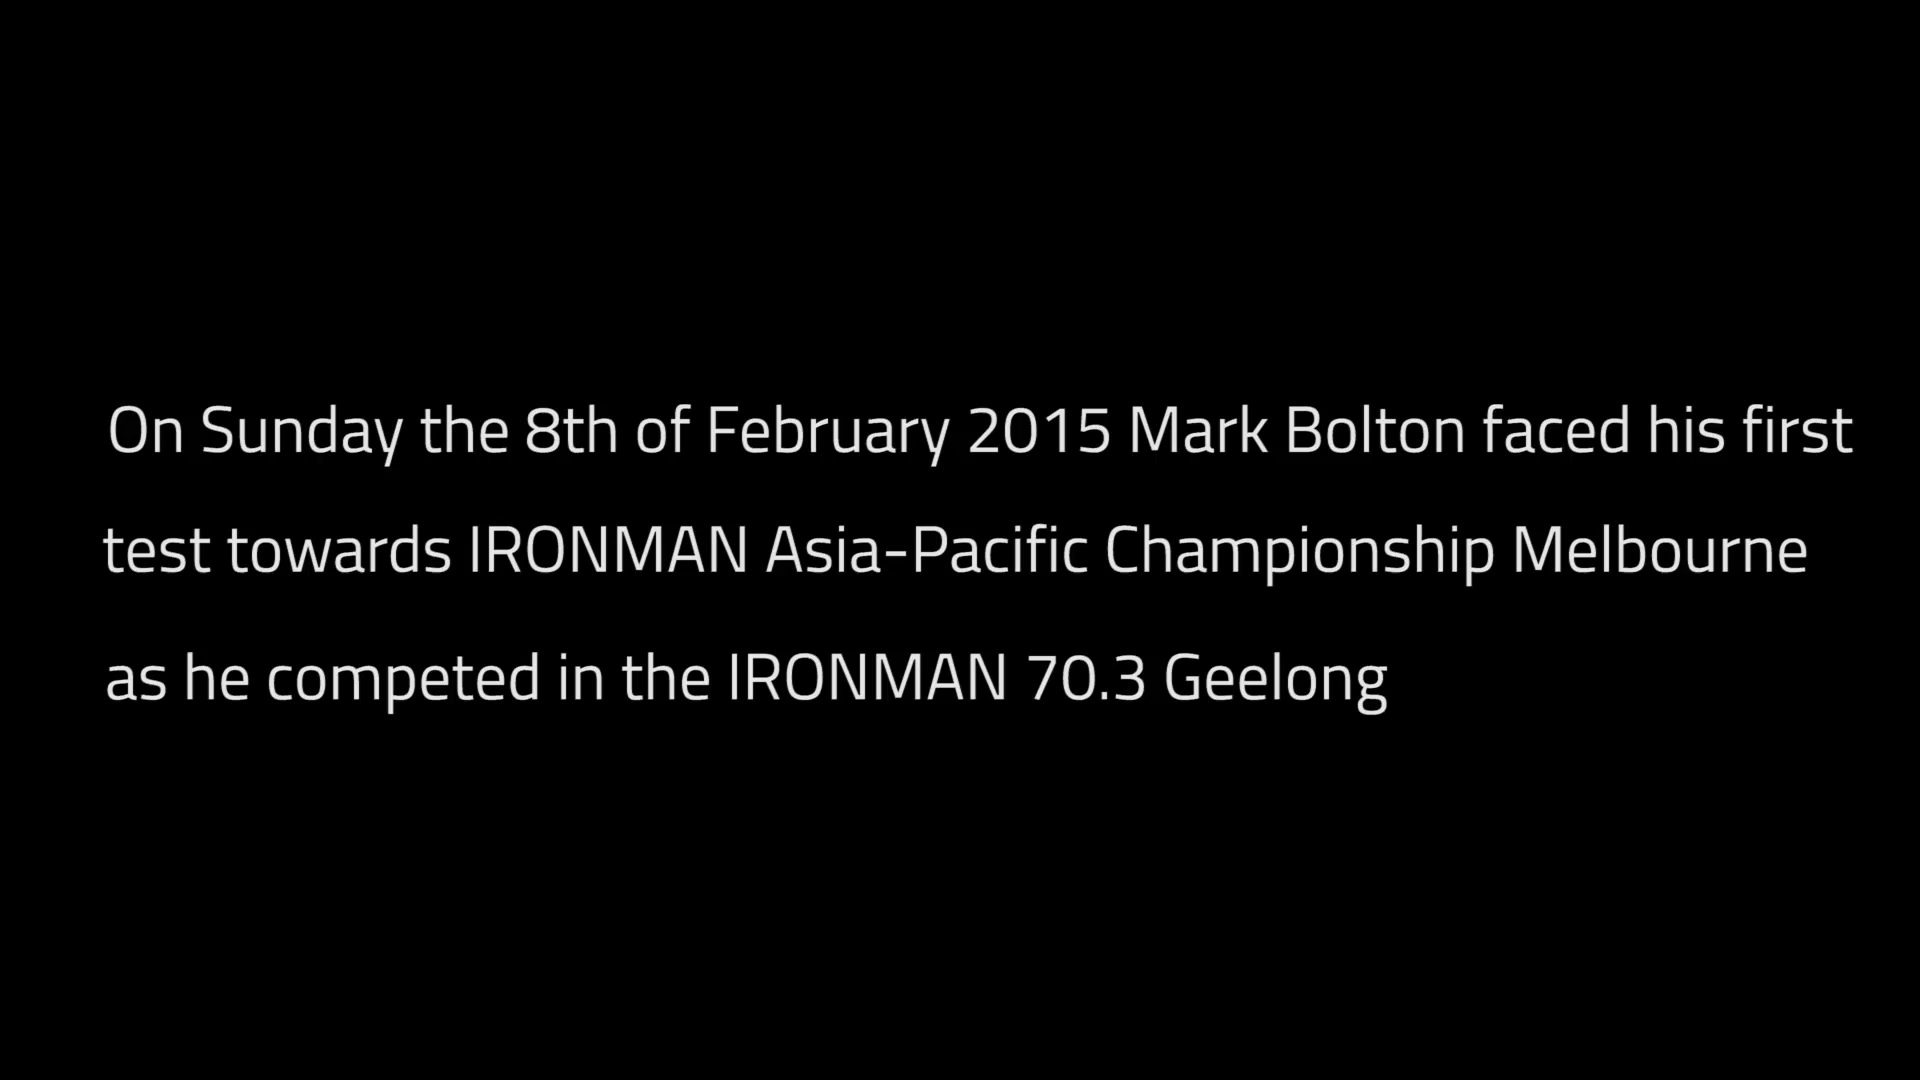 On Sunday the 8th of February 2015 Mark Bolton faced his first
test towards IRONMAN Asia-Pacific Championship Melbourne
as he competed in the IRONMAN 70.3 Geelong